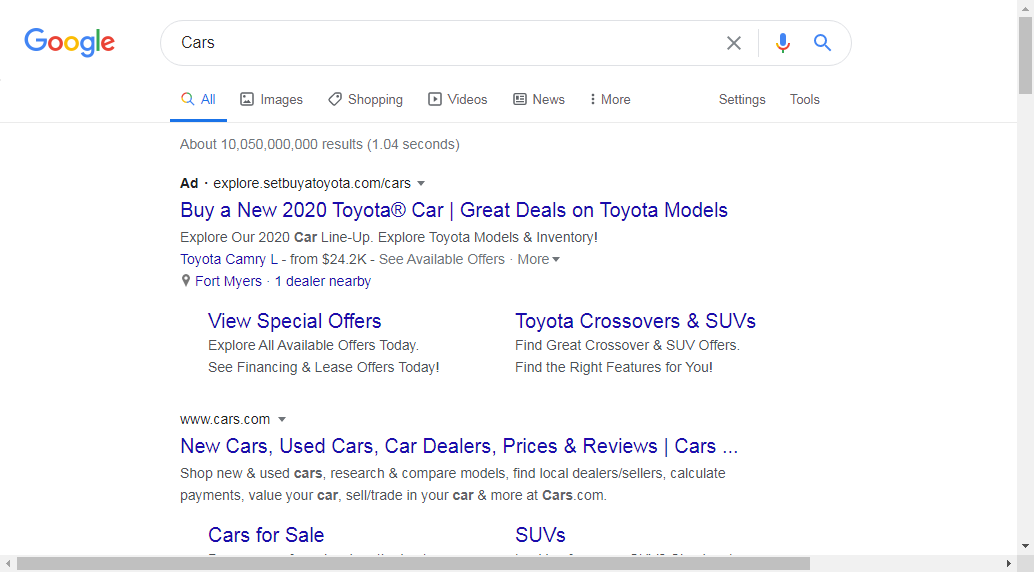 Google
Cars
All Images Shopping Videos News More Settings Tools
About 10,050,000,000 results (1.04 seconds)
Ad · explore.setbuyatoyota.com/cars
Buy a New 2020 Toyota® Car | Great Deals on Toyota Models
Explore Our 2020 Car Line-Up. Explore Toyota Models & Inventory!
Toyota Camry L - from $24.2K - See Available Offers · More
Fort Myers · 1 dealer nearby
View Special Offers
Explore All Available Offers Today.
See Financing & Lease Offers Today!
Toyota Crossovers & SUVs
Find Great Crossover & SUV Offers.
Find the Right Features for You!
www.cars.com
New Cars, Used Cars, Car Dealers, Prices & Reviews | Cars ...
Shop new & used cars, research & compare models, find local dealers/sellers, calculate
payments, value your car, sell/trade in your car & more at Cars.com.
Cars for Sale
SUVs